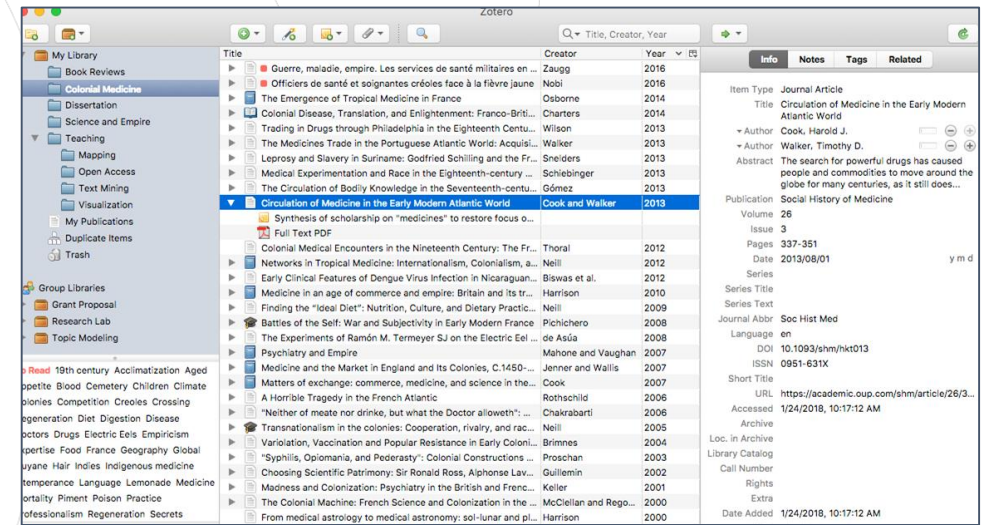 Zotero
Title, Creator, Year
My Library
Book Reviews
Colonial Medicine
Dissertation
Science and Empire
Teaching
Mapping
Open Access
Text Mining
Visualization
My Publications
Duplicate Items
Trash
Group Libraries
Grant Proposal
Research Lab
Topic Modeling
Read 19th century Acclimatization Aged
ppetite Blood Cemetery Children Climate
olonies Competition Creoles Crossing
egeneration Diet Digestion Disease
octors Drugs Electric Eels Empiricism
xpertise Food France Geography Global
uyane Hair Indies Indigenous medicine
temperance Language Lemonade Medicine
ortality Piment Poison Practice
rofessionalism Regeneration Secrets
Title Creator Year
Guerre, maladie, empire. Les services de santé militaires en ... Zaugg 2016
Officiers de santé et soignantes créoles face à la fièvre jaune Nobi 2016
The Emergence of Tropical Medicine in France Osborne 2014
Colonial Disease, Translation, and Enlightenment: Franco-Briti... Charters 2014
Trading in Drugs through Philadelphia in the Eighteenth Centu... Wilson 2013
The Medicines Trade in the Portuguese Atlantic World: Acquisi... Walker 2013
Leprosy and Slavery in Suriname: Godfried Schilling and the Fr... Snelders 2013
Medical Experimentation and Race in the Eighteenth-century ... Schiebinger 2013
The Circulation of Bodily Knowledge in the Seventeenth-centu... Gómez 2013
Circulation of Medicine in the Early Modern Atlantic World Cook and Walker 2013
Synthesis of scholarship on "medicines" to restore focus o...
Full Text PDF
Colonial Medical Encounters in the Nineteenth Century: The Fr... Thoral 2012
Networks in Tropical Medicine: Internationalism, Colonialism, a... Neill 2012
Early Clinical Features of Dengue Virus Infection in Nicaraguan... Biswas et al. 2012
Medicine in an age of commerce and empire: Britain and its tr... Harrison 2010
Finding the "Ideal Diet": Nutrition, Culture, and Dietary Practic... Neill 2009
Battles of the Self: War and Subjectivity in Early Modern France Pichichero 2008
The Experiments of Ramón M. Termeyer SJ on the Electric Eel ... de Asúa 2008
Psychiatry and Empire Mahone and Vaughan 2007
Medicine and the Market in England and Its Colonies, C.1450-... Jenner and Wallis 2007
Matters of exchange: commerce, medicine, and science in the... Cook 2007
A Horrible Tragedy in the French Atlantic Rothschild 2006
"Neither of meate nor drinke, but what the Doctor alloweth": ... Chakrabarti 2006
Transnationalism in the colonies: Cooperation, rivalry, and rac... Neill 2005
Variolation, Vaccination and Popular Resistance in Early Coloni... Brimnes 2004
"Syphilis, Opiomania, and Pederasty": Colonial Constructions ... Proschan 2003
Choosing Scientific Patrimony: Sir Ronald Ross, Alphonse Lav... Guillemin 2002
Madness and Colonization: Psychiatry in the British and Frenc... Keller 2001
The Colonial Machine: French Science and Colonization in the ... McClellan and Rego... 2000
From medical astrology to medical astronomy: sol-lunar and pl... Harrison 2000
Info Notes Tags Related
Item Type Journal Article
Title Circulation of Medicine in the Early Modern
Atlantic World
Author Cook, Harold J.
Author Walker, Timothy D.
Abstract The search for powerful drugs has caused
people and commodities to move around the
globe for many centuries, as it still does...
Publication Social History of Medicine
Volume 26
Issue 3
Pages 337-351
Date 2013/08/01 y m d
Series
Series Title
Series Text
Journal Abbr Soc Hist Med
Language en
DOI 10.1093/shm/hkt013
ISSN 0951-631X
Short Title
URL https://academic.oup.com/shm/article/26/3...
Accessed 1/24/2018, 10:17:12 AM
Archive
Loc. in Archive
Library Catalog
Call Number
Rights
Extra
Date Added 1/24/2018, 10:17:12 AM